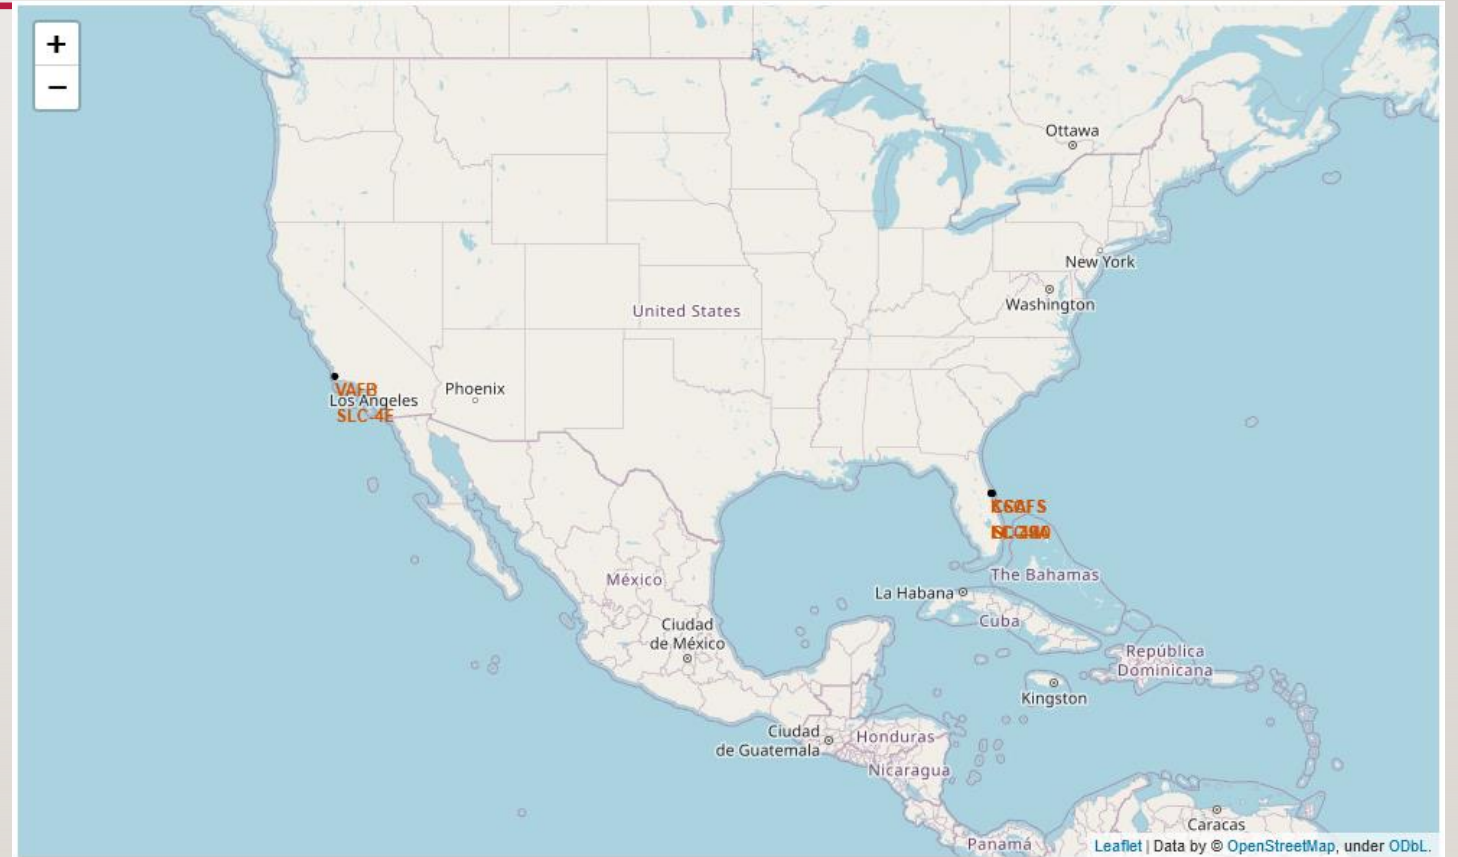 +
−
Ottawa
New York
Washington
United States
VAFB
Los Angeles
SLC-4E
Phoenix
The Bahamas
La Habana
México
Cuba
Ciudad
de México
República
Dominicana
Kingston
Ciudad
de Guatemala
Honduras
Nicaragua
Caracas
Panamá
Leaflet | Data by © OpenStreetMap, under ODbL.